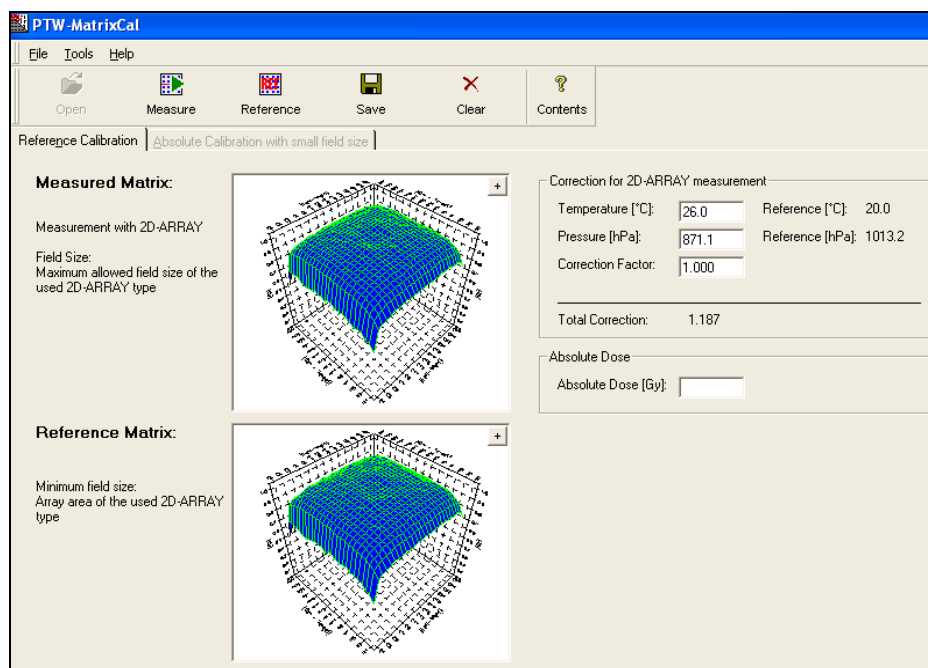 PTW-MatrixCal
File Tools Help
Open Measure Reference Save Clear Contents
Reference Calibration Absolute Calibration with small field size
Measured Matrix:
Measurement with 2D-ARRAY
Field Size:
Maximum allowed field size of the
used 2D-ARRAY type
+
Correction for 2D-ARRAY measurement
Temperature [°C]: 26.0 Reference [°C]: 20.0
Pressure [hPa]: 871.1 Reference [hPa]: 1013.2
Correction Factor: 1.000
Total Correction: 1.187
Absolute Dose
Absolute Dose [Gy]:
Reference Matrix:
Minimum field size:
Array area of the used 2D-ARRAY
type
+